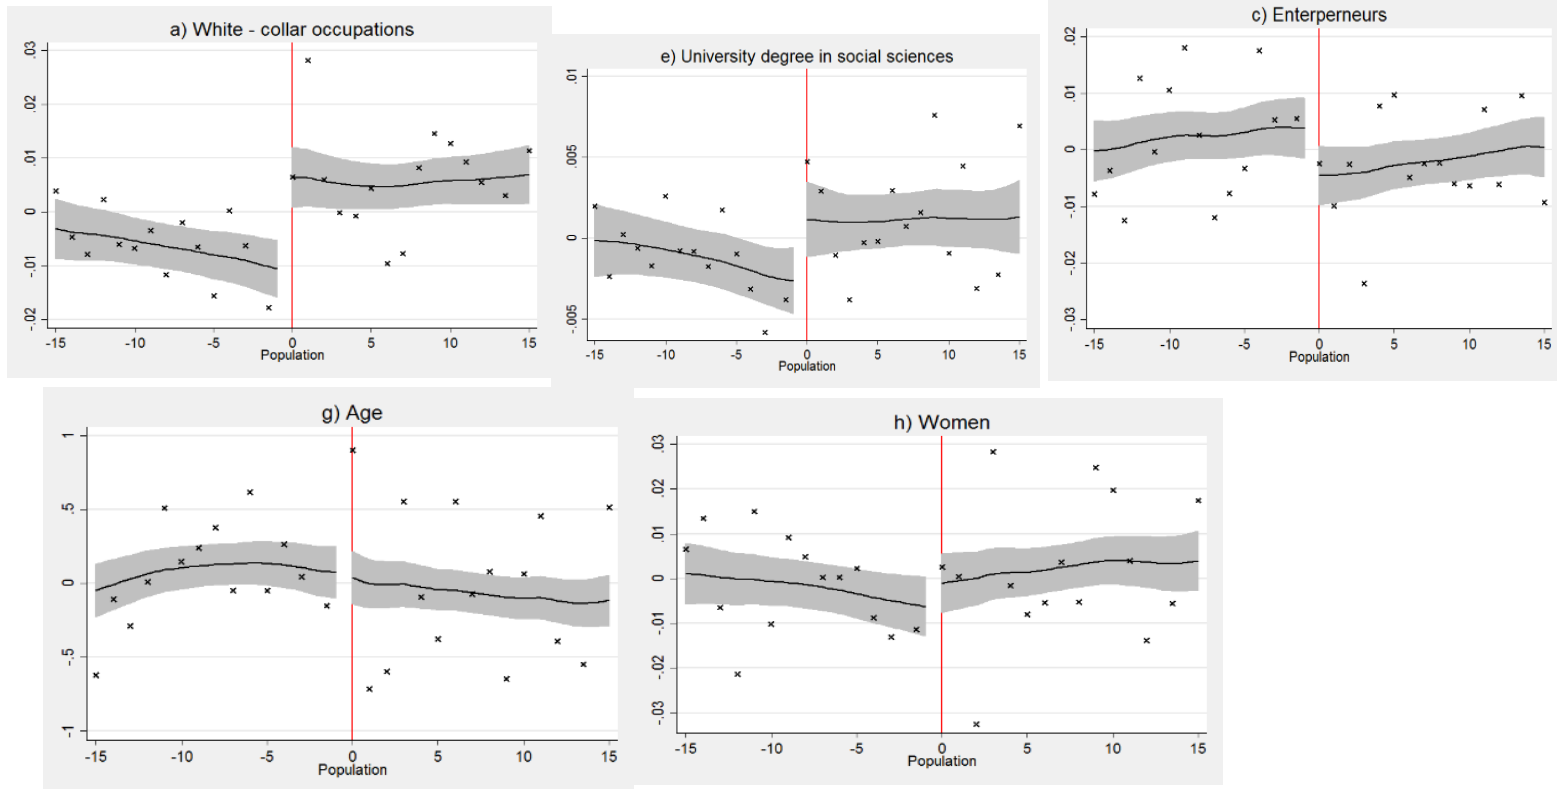 a) White - collar occupations
.03
.02
.01
0
-.01
-.02
-15 -10 -5 0 5 10 15
Population
e) University degree in social sciences
.01
.005
0
-.005
-15 -10 -5 0 5 10 15
Population
c) Enterperneurs
.02
.01
0
-.01
-.02
-.03
-15 -10 -5 0 5 10 15
Population
g) Age
1
.5
0
-.5
-1
-15 -10 -5 0 5 10 15
Population
h) Women
.03
.02
.01
0
-.01
-.02
-.03
-15 -10 -5 0 5 10 15
Population